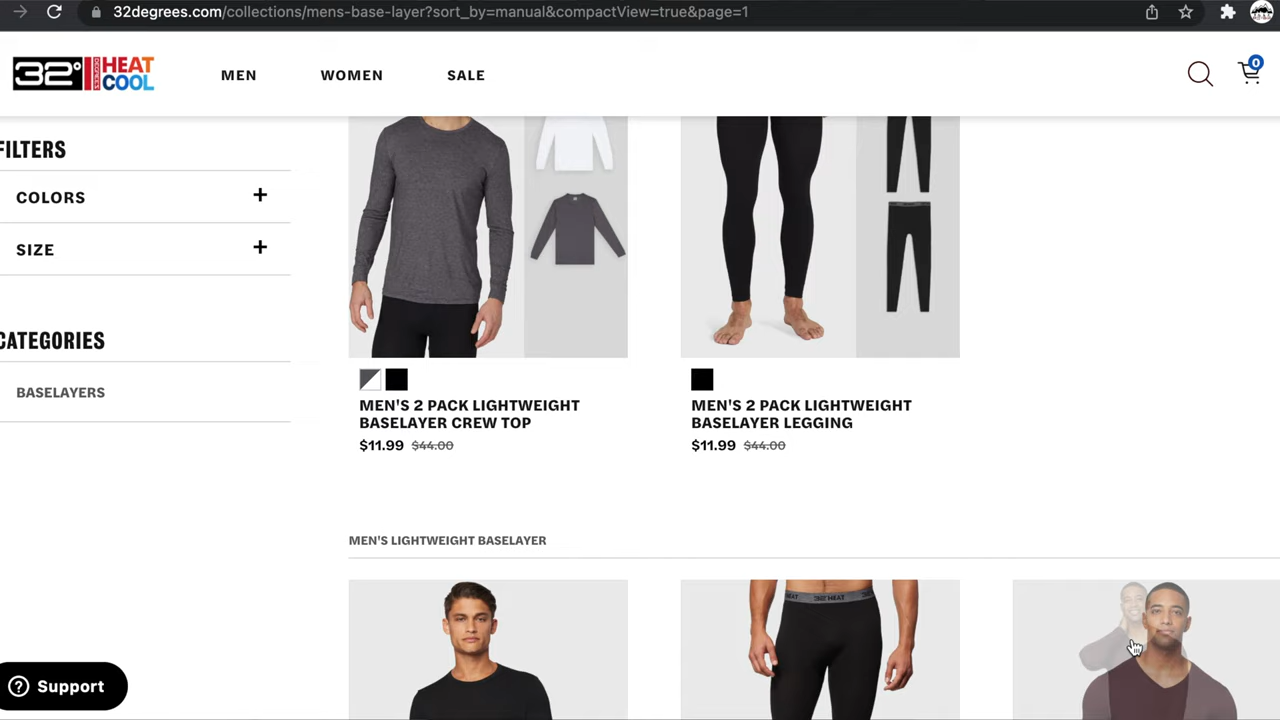 32degrees.com/collections/mens-base-layer?sort_by=manual&compactView=true&page=1
32° HEAT COOL
MEN
WOMEN
SALE
0
FILTERS
COLORS
+
SIZE
+
CATEGORIES
BASELAYERS
MEN'S 2 PACK LIGHTWEIGHT
BASELAYER CREW TOP
$11.99 $44.00
MEN'S 2 PACK LIGHTWEIGHT
BASELAYER LEGGING
$11.99 $44.00
MEN'S LIGHTWEIGHT BASELAYER
32° HEAT
? Support